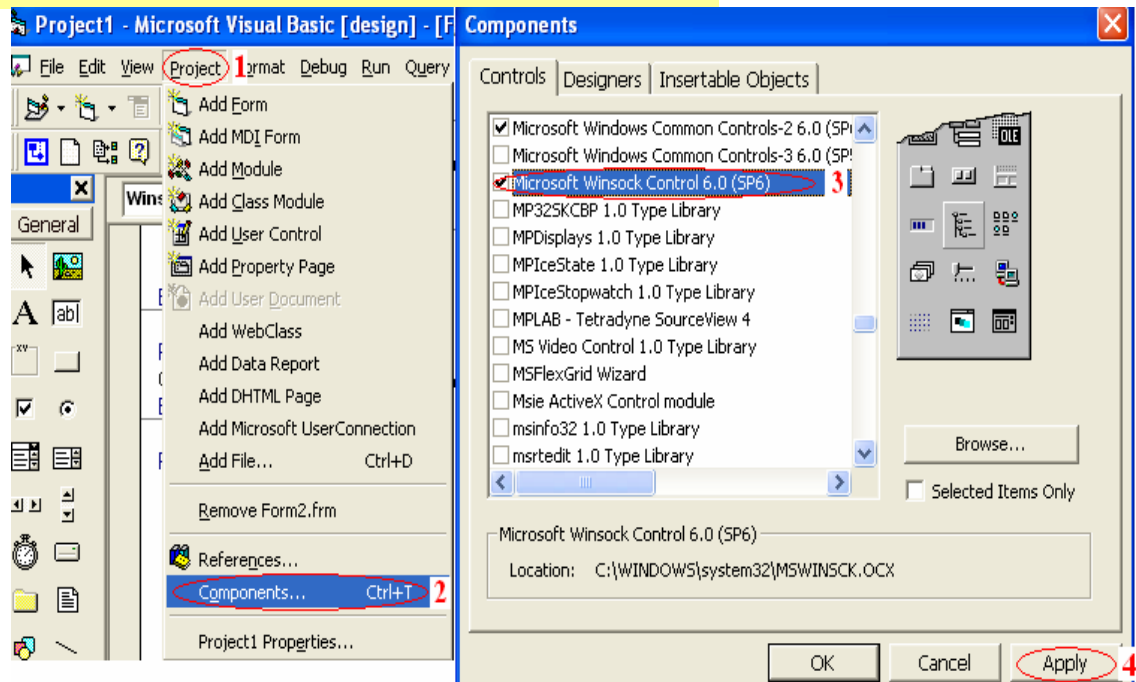 Project1 - Microsoft Visual Basic [design] - [F
File Edit View Project 1 ormat Debug Run Query
Add Form
Add MDI Form
Add Module
Add Class Module
Add User Control
Add Property Page
Add User Document
Add WebClass
Add Data Report
Add DHTML Page
Add Microsoft UserConnection
Add File... Ctrl+D
Remove Form2.frm
References...
Components... Ctrl+T 2
Project1 Properties...
Wins
General
A ab|
xv
Components
Controls Designers Insertable Objects
Microsoft Windows Common Controls-2 6.0 (SP
Microsoft Windows Common Controls-3 6.0 (SP
Microsoft Winsock Control 6.0 (SP6) 3
MP32SKCBP 1.0 Type Library
MPDisplays 1.0 Type Library
MPIceState 1.0 Type Library
MPIceStopwatch 1.0 Type Library
MPLAB - Tetradyne SourceView 4
MS Video Control 1.0 Type Library
MSFlexGrid Wizard
Msie ActiveX Control module
msinfo32 1.0 Type Library
msrtedit 1.0 Type Library
OLE
Browse...
Selected Items Only
Microsoft Winsock Control 6.0 (SP6)
Location: C:\WINDOWS\system32\MSWINSCK.OCX
OK Cancel Apply 4